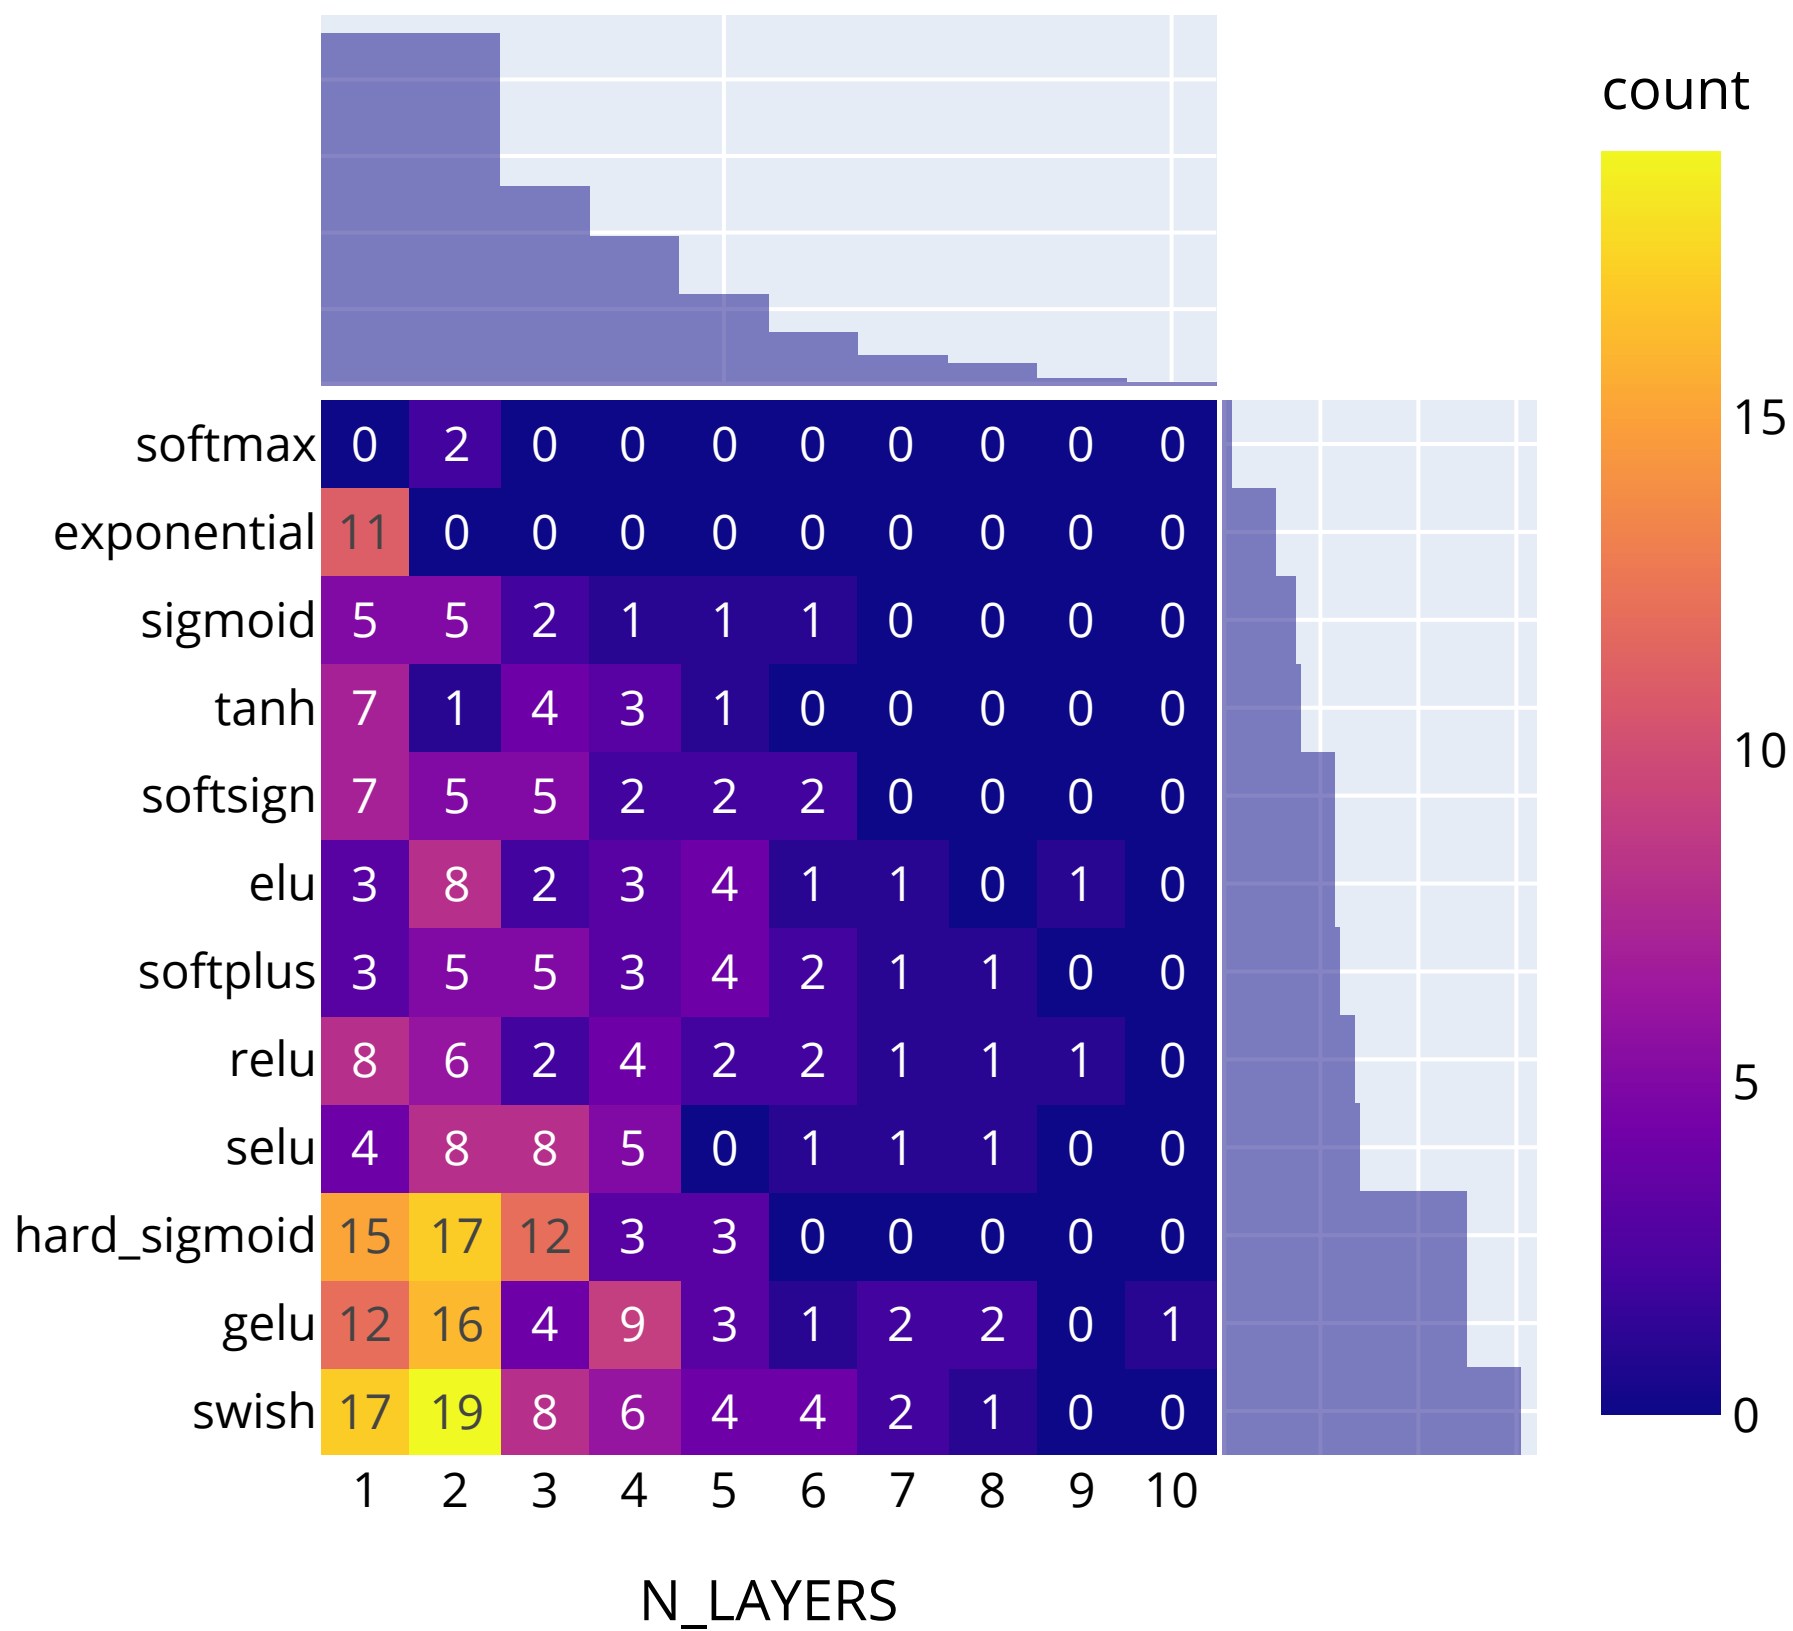 count
softmax 0 2 0 0 0 0 0 0 0 0
exponential 11 0 0 0 0 0 0 0 0 0
sigmoid 5 5 2 1 1 1 0 0 0 0
tanh 7 1 4 3 1 0 0 0 0 0
softsign 7 5 5 2 2 2 0 0 0 0
elu 3 8 2 3 4 1 1 0 1 0
softplus 3 5 5 3 4 2 1 1 0 0
relu 8 6 2 4 2 2 1 1 1 0
selu 4 8 8 5 0 1 1 1 0 0
hard_sigmoid 15 17 12 3 3 0 0 0 0 0
gelu 12 16 4 9 3 1 2 2 0 1
swish 17 19 8 6 4 4 2 1 0 0
1 2 3 4 5 6 7 8 9 10
N_LAYERS
15
10
5
0